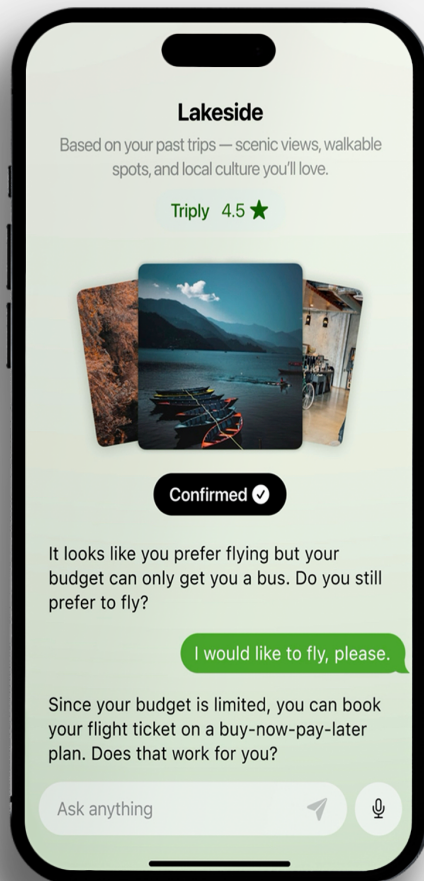 Lakeside
Based on your past trips — scenic views, walkable
spots, and local culture you’ll love.
Triply 4.5
Confirmed
It looks like you prefer flying but your
budget can only get you a bus. Do you still
prefer to fly?
I would like to fly, please.
Since your budget is limited, you can book
your flight ticket on a buy-now-pay-later
plan. Does that work for you?
Ask anything